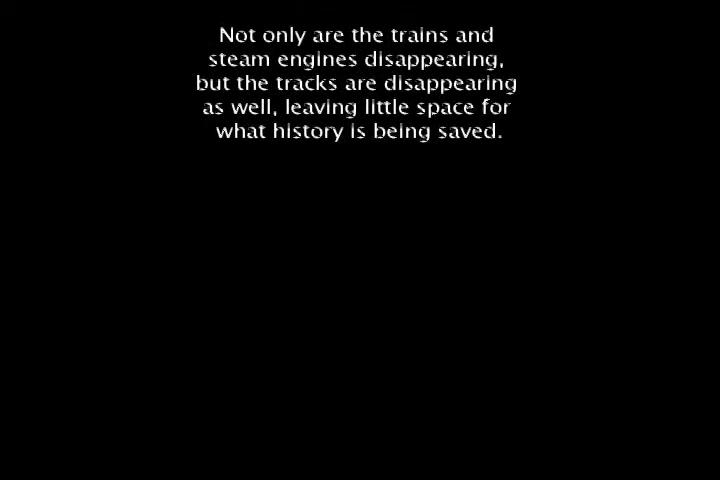 Not only are the trains and
steam engines disappearing,
but the tracks are disappearing
as well, leaving little space for
what history is being saved.